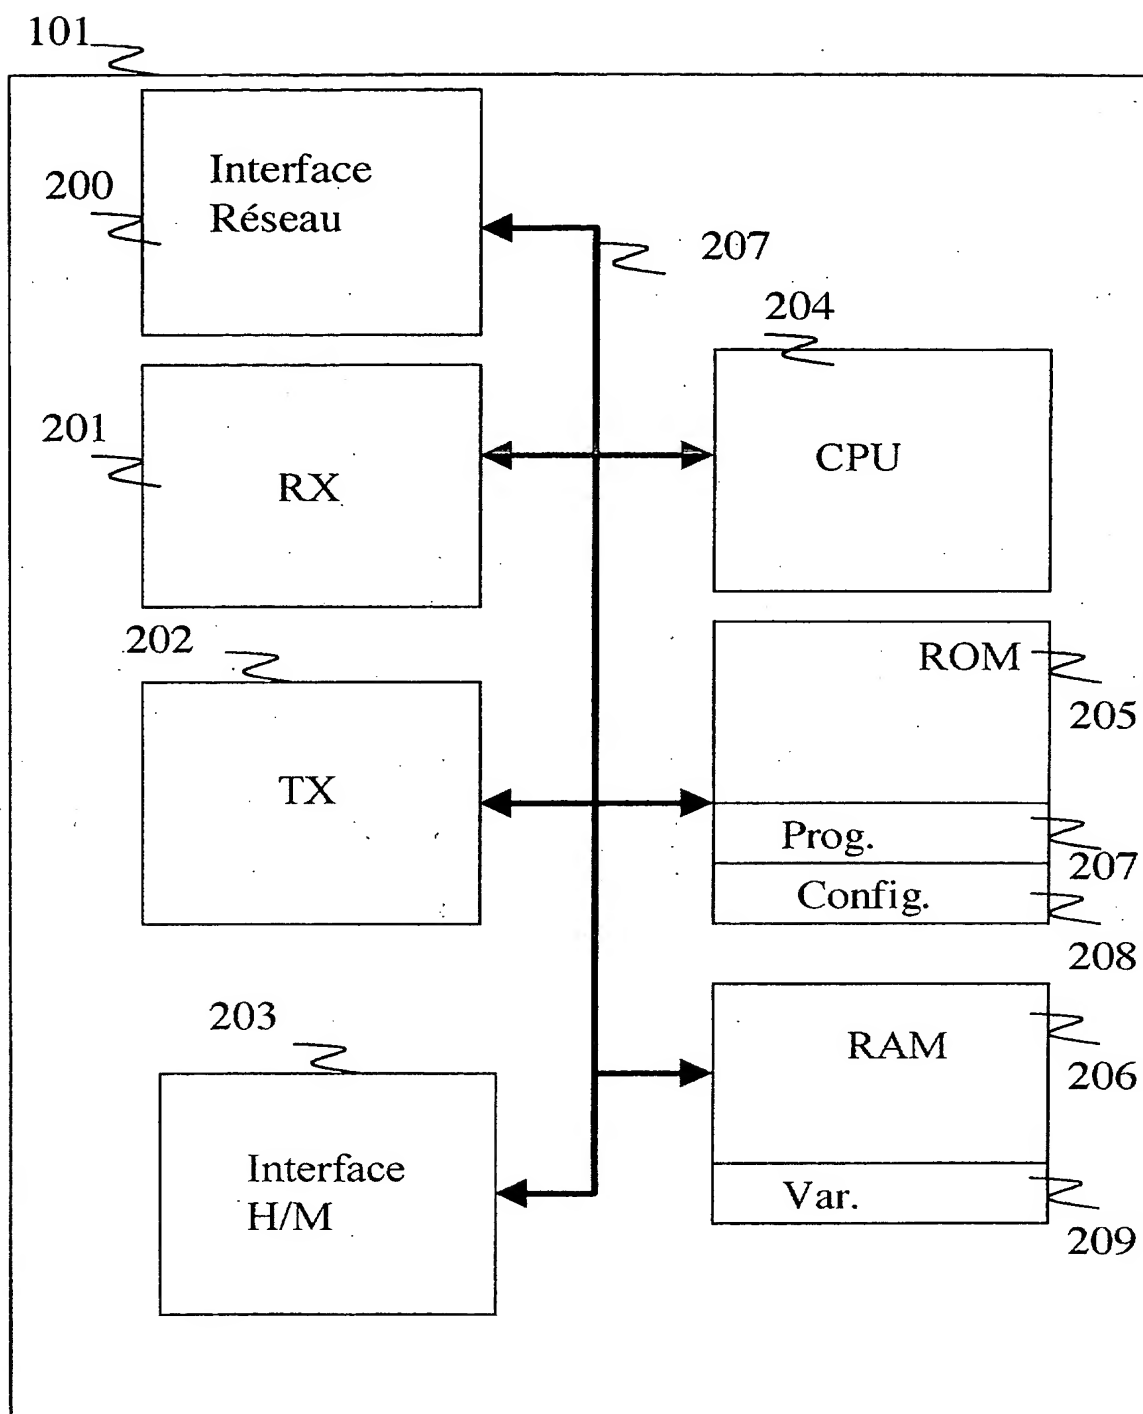 101
200
Interface
Réseau
207
204
201
RX
CPU
202
ROM
205
TX
Prog.
207
Config.
208
203
RAM
206
Interface
H/M
Var.
209